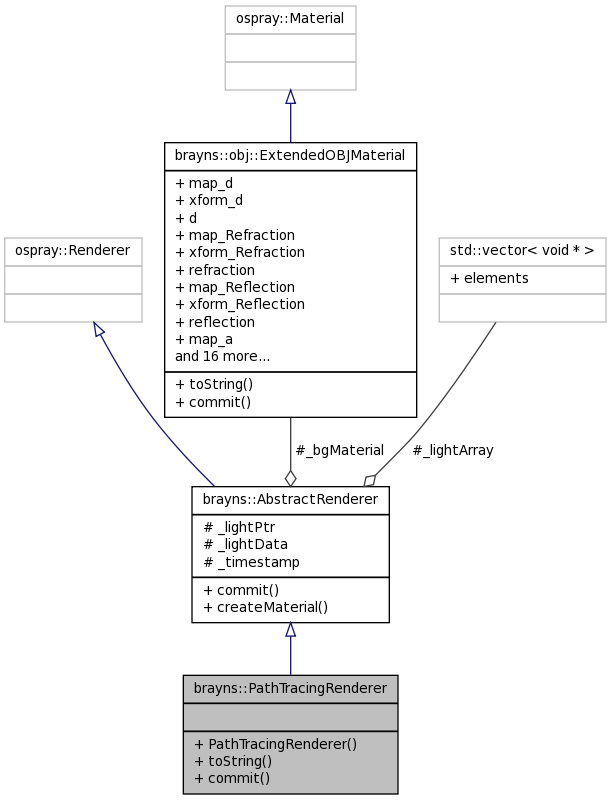 ospray::Material
brayns::obj::ExtendedOBJMaterial
+ map_d
+ xform_d
+ d
+ map_Refraction
+ xform_Refraction
+ refraction
+ map_Reflection
+ xform_Reflection
+ reflection
+ map_a
and 16 more...
+ toString()
+ commit()
ospray::Renderer
std::vector< void * >
+ elements
#_bgMaterial
#_lightArray
brayns::AbstractRenderer
# _lightPtr
# _lightData
# _timestamp
+ commit()
+ createMaterial()
brayns::PathTracingRenderer
+ PathTracingRenderer()
+ toString()
+ commit()